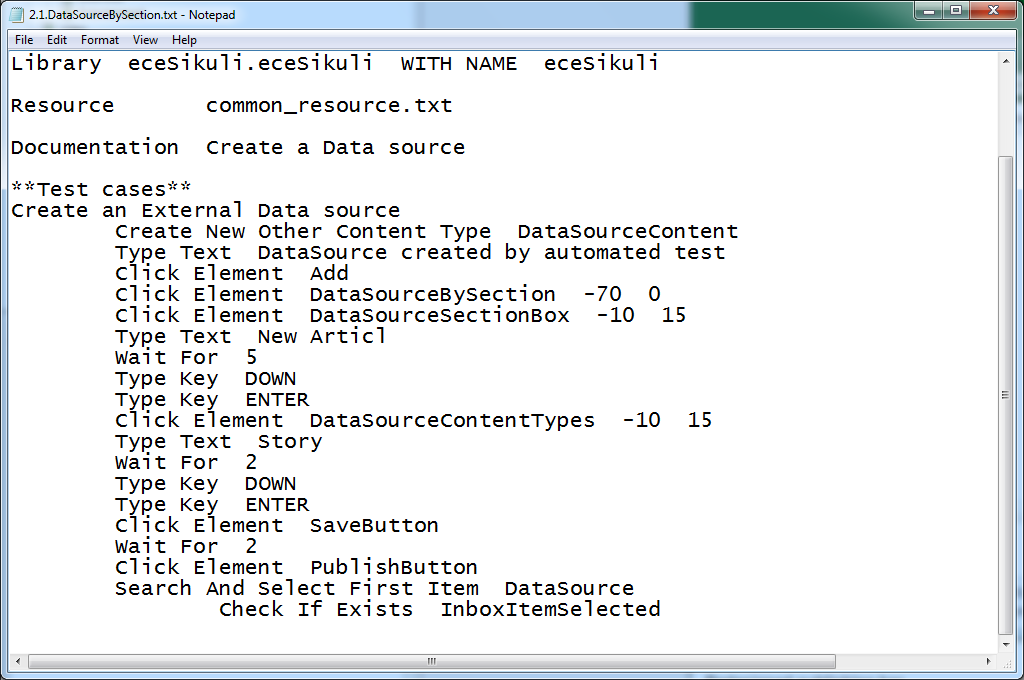 2.1.DataSourceBySection.txt - Notepad
File Edit Format View Help
Library  eceSikuli.eceSikuli  WITH NAME  eceSikuli
Resource       common_resource.txt
Documentation  Create a Data source
**Test cases**
Create an External Data source
        Create New Other Content Type  DataSourceContent
        Type Text  DataSource created by automated test
        Click Element  Add
        Click Element  DataSourceBySection  -70  0
        Click Element  DataSourceSectionBox  -10  15
        Type Text  New Articl
        Wait For  5
        Type Key  DOWN
        Type Key  ENTER
        Click Element  DataSourceContentTypes  -10  15
        Type Text  Story
        Wait For  2
        Type Key  DOWN
        Type Key  ENTER
        Click Element  SaveButton
        Wait For  2
        Click Element  PublishButton
        Search And Select First Item  DataSource
                Check If Exists  InboxItemSelected